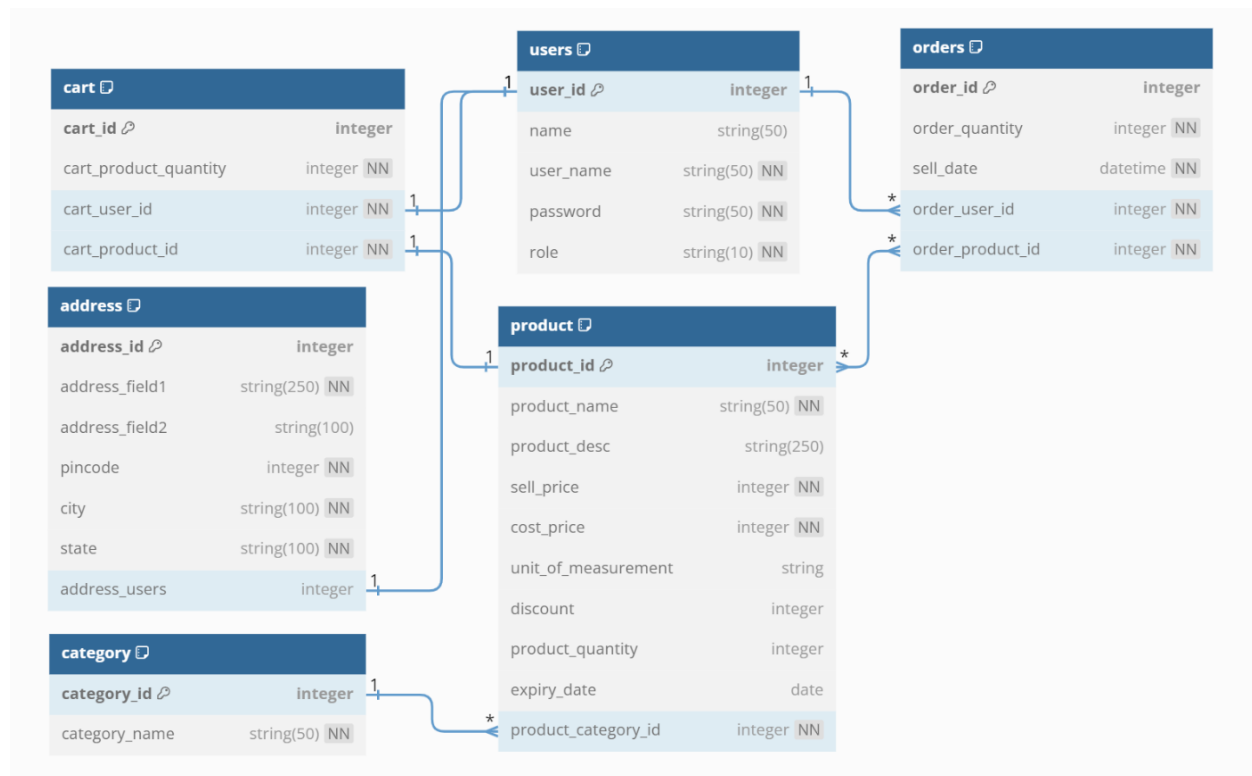 cart
cart_id integer
cart_product_quantity integer NN
cart_user_id integer NN 1
cart_product_id integer NN 1
address
address_id integer
address_field1 string(250) NN
address_field2 string(100)
pincode integer NN
city string(100) NN
state string(100) NN
address_users integer 1
category
category_id integer 1
category_name string(50) NN
users
1 user_id integer 1
name string(50)
user_name string(50) NN
password string(50) NN
role string(10) NN
product
1 product_id integer *
product_name string(50) NN
product_desc string(250)
sell_price integer NN
cost_price integer NN
unit_of_measurement string
discount integer
product_quantity integer
expiry_date date
* product_category_id integer NN
orders
order_id integer
order_quantity integer NN
sell_date datetime NN
* order_user_id integer NN
* order_product_id integer NN